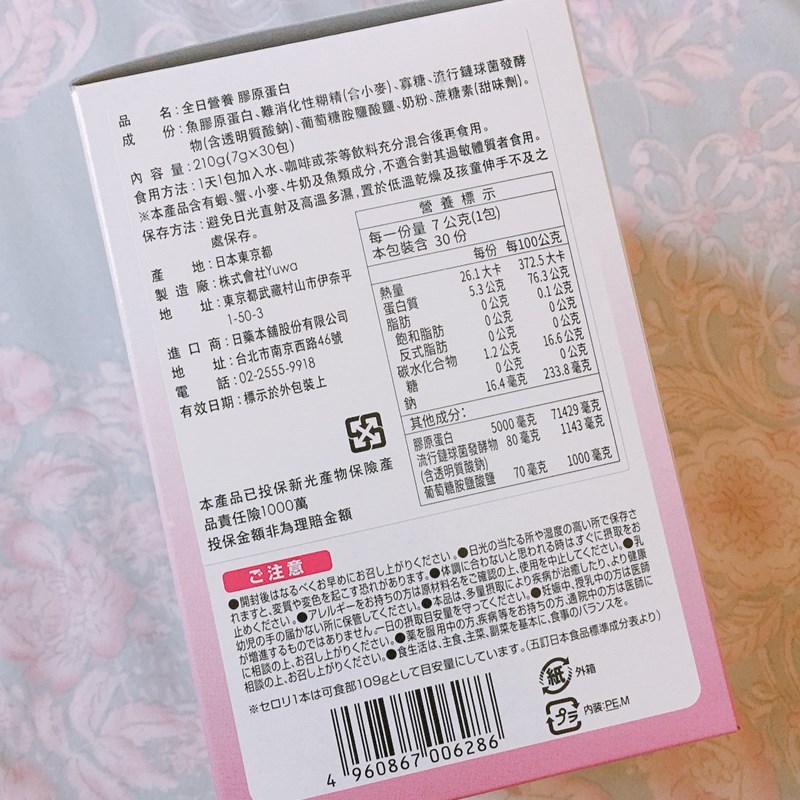 品　名：全日營養 膠原蛋白
成　份：魚膠原蛋白、難消化性糊精(含小麥)、寡糖、流行鏈球菌發酵
物(含透明質酸鈉)、葡萄糖胺鹽酸鹽、奶粉、蔗糖素(甜味劑)。
內容量：210g(7g×30包)
食用方法：1天1包加入水、咖啡或茶等飲料充分混合後再食用。
※本產品含有蝦、蟹、小麥、牛奶及魚類成分，不適合對其過敏體質者食用。
保存方法：避免日光直射及高溫多濕，置於低溫乾燥及孩童伸手不及之
處保存。
產　地：日本東京都
製造廠：株式會社Yuwa
地　址：東京都武藏村山市伊奈平
1-50-3
進口商：日藥本舖股份有限公司
地　址：台北市南京西路46號
電　話：02-2555-9918
有效日期：標示於外包裝上
營養標示
每一份量 7 公克(1包)
本包裝含 30 份
每份 每100公克
熱量 26.1大卡 372.5大卡
蛋白質 5.3公克 76.3公克
脂肪 0公克 0.1公克
飽和脂肪 0公克 0公克
反式脂肪 0公克 0公克
碳水化合物 1.2公克 16.6公克
糖 0公克 0公克
鈉 16.4毫克 233.8毫克
其他成分：
膠原蛋白 5000毫克 71429毫克
流行鏈球菌發酵物 80毫克 1143毫克
(含透明質酸鈉)
葡萄糖胺鹽酸鹽 70毫克 1000毫克
本產品已投保新光產物保險產
品責任險1000萬
投保金額非為理賠金額
ご注意
●開封後はなるべくお早めにお召し上がりください。●日光の当たる所や湿度の高い所で保存さ
れますと、変質や変色を起こす恐れがあります。●体調に合わないと思われる時はすぐに摂取をお
止めください。●アレルギーをお持ちの方は原材料名をご確認の上、使用を中止してください。●乳
幼児の手の届かない所に保管してください。●本品は、多量摂取により疾病が治癒したり、より健康
が増進するものではありません。一日の摂取目安量を守ってください。●妊娠中、授乳中の方は医師
に相談の上、お召し上がりください。●薬を服用中の方、疾病等をお持ちの方、通院中の方は医師に
相談の上、お召し上がりください。●食生活は、主食、主菜、副菜を基本に、食事のバランスを。
※セロリ1本は可食部109gとして目安量にしています。(五訂日本食品標準成分表より)
紙 外箱
プラ 内装:PE,M
4 960867 006286